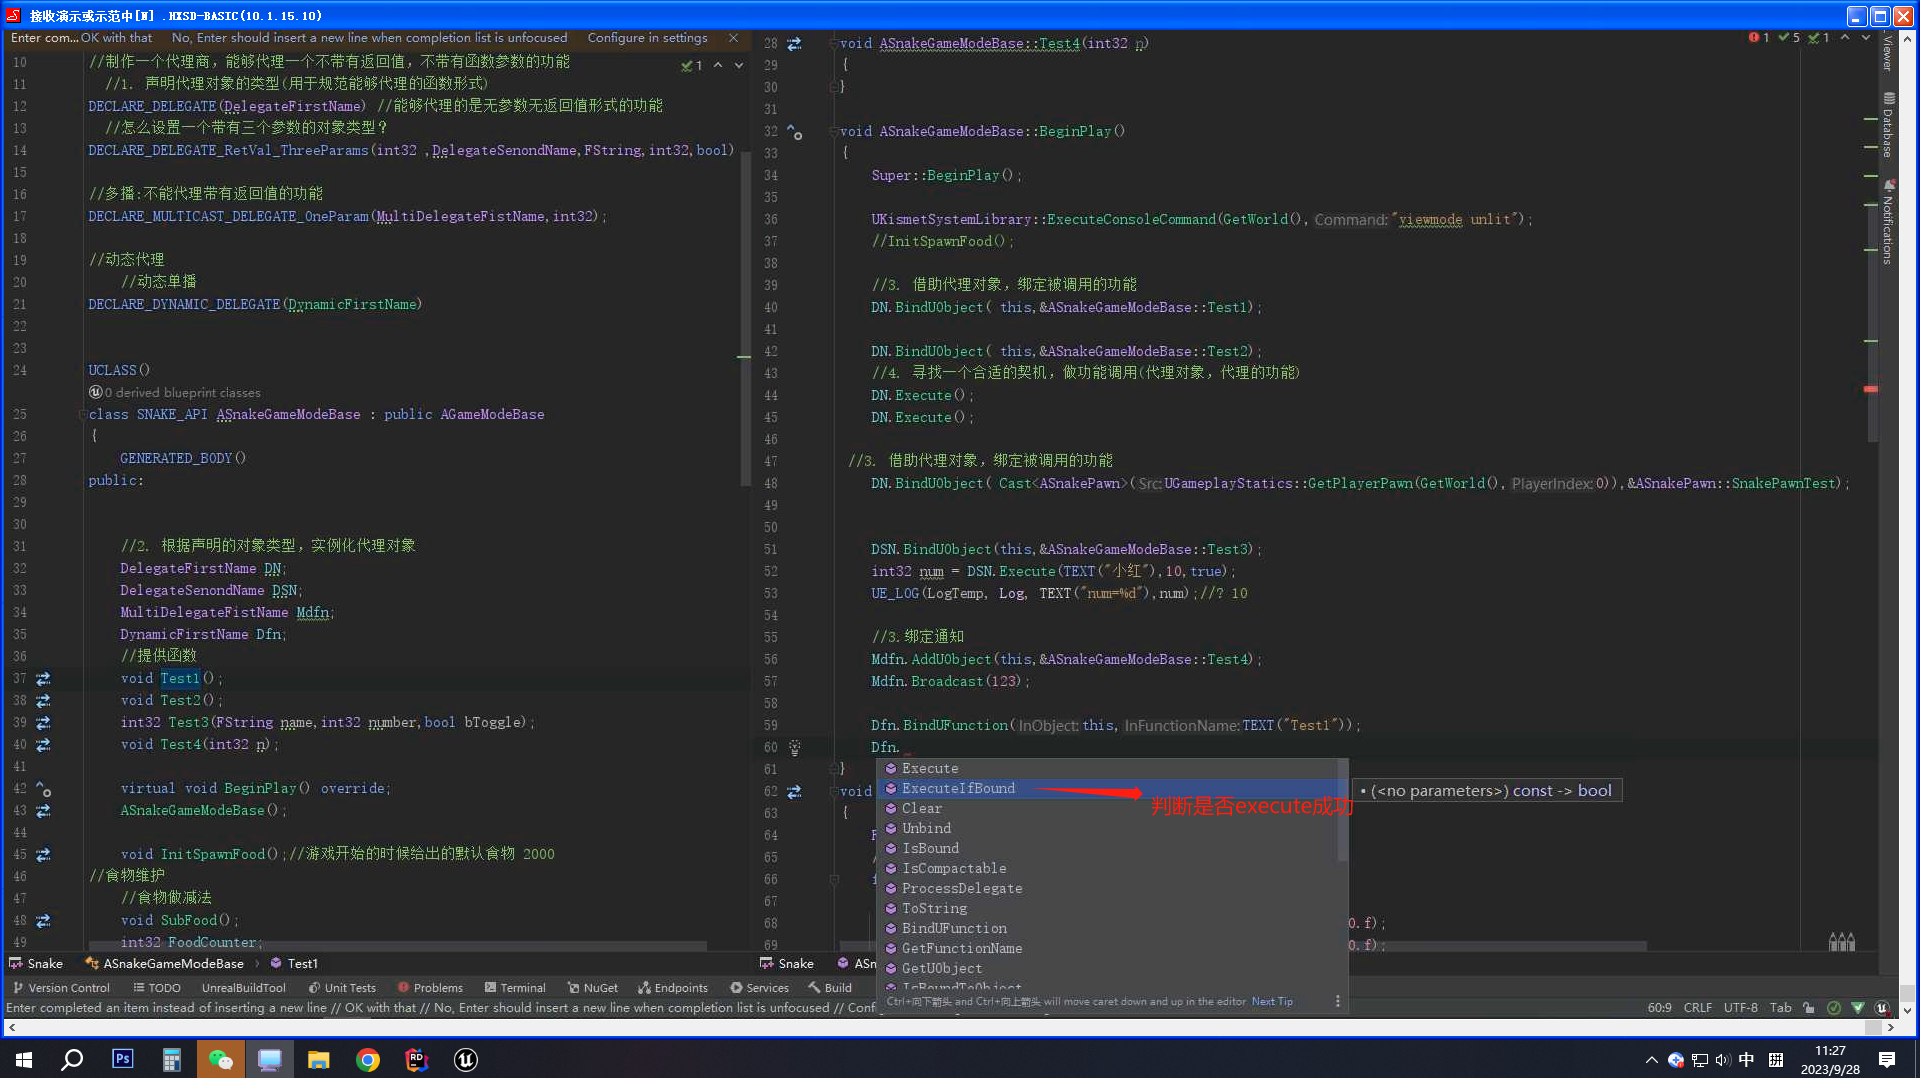 接收演示或示范中[N] .HXSD-BASIC(10.1.15.10)
Enter com... OK with that No, Enter should insert a new line when completion list is unfocused Configure in settings
10 //制作一个代理商，能够代理一个不带有返回值，不带有函数参数的功能
11 //1. 声明代理对象的类型(用于规范能够代理的函数形式)
12 DECLARE_DELEGATE(DelegateFirstName) //能够代理的是无参数无返回值形式的功能
13 //怎么设置一个带有三个参数的对象类型？
14 DECLARE_DELEGATE_RetVal_ThreeParams(int32 ,DelegateSenondName,FString,int32,bool)
15
16 //多播:不能代理带有返回值的功能
17 DECLARE_MULTICAST_DELEGATE_OneParam(MultiDelegateFistName,int32);
18
19 //动态代理
20 //动态单播
21 DECLARE_DYNAMIC_DELEGATE(DynamicFirstName)
22
23
24 UCLASS()
0 derived blueprint classes
25 class SNAKE_API ASnakeGameModeBase : public AGameModeBase
26 {
27 GENERATED_BODY()
28 public:
29
30
31 //2. 根据声明的对象类型，实例化代理对象
32 DelegateFirstName DN;
33 DelegateSenondName DSN;
34 MultiDelegateFistName Mdfn;
35 DynamicFirstName Dfn;
36 //提供函数
37 void Test1();
38 void Test2();
39 int32 Test3(FString name,int32 number,bool bToggle);
40 void Test4(int32 n);
41
42 virtual void BeginPlay() override;
43 ASnakeGameModeBase();
44
45 void InitSpawnFood();//游戏开始的时候给出的默认食物 2000
46 //食物维护
47 //食物做减法
48 void SubFood();
49 int32 FoodCounter;
1
28 void ASnakeGameModeBase::Test4(int32 n)
29 {
30 }
31
32 void ASnakeGameModeBase::BeginPlay()
33 {
34 Super::BeginPlay();
35
36 UKismetSystemLibrary::ExecuteConsoleCommand(GetWorld(), Command: "viewmode unlit");
37 //InitSpawnFood();
38
39 //3. 借助代理对象，绑定被调用的功能
40 DN.BindUObject( this,&ASnakeGameModeBase::Test1);
41
42 DN.BindUObject( this,&ASnakeGameModeBase::Test2);
43 //4. 寻找一个合适的契机，做功能调用(代理对象，代理的功能)
44 DN.Execute();
45 DN.Execute();
46
47 //3. 借助代理对象，绑定被调用的功能
48 DN.BindUObject( Cast<ASnakePawn>( Src: UGameplayStatics::GetPlayerPawn(GetWorld(), PlayerIndex: 0)),&ASnakePawn::SnakePawnTest);
49
50
51 DSN.BindUObject(this,&ASnakeGameModeBase::Test3);
52 int32 num = DSN.Execute(TEXT("小红"),10,true);
53 UE_LOG(LogTemp, Log, TEXT("num=%d"),num);//? 10
54
55 //3.绑定通知
56 Mdfn.AddUObject(this,&ASnakeGameModeBase::Test4);
57 Mdfn.Broadcast(123);
58
59 Dfn.BindUFunction( InObject: this, InFunctionName: TEXT("Test1"));
60 Dfn.
61 }
62 void
63 {
64
65
66
67
68 0.f);
69 0.f);
1 5 1
Execute
ExecuteIfBound
Clear
Unbind
IsBound
IsCompactable
ProcessDelegate
ToString
BindUFunction
GetFunctionName
GetUObject
IsBoundToObject
Ctrl+向下箭头 and Ctrl+向上箭头 will move caret down and up in the editor Next Tip
判断是否execute成功
• (<no parameters>) const -> bool
Viewer
Database
Notifications
Snake ASnakeGameModeBase Test1
Snake ASn
Version Control TODO UnrealBuildTool Unit Tests Problems Terminal NuGet Endpoints Services Build
Enter completed an item instead of inserting a new line // OK with that // No, Enter should insert a new line when completion list is unfocused // Conf
60:9 CRLF UTF-8 Tab
中 拼
11:27
2023/9/28